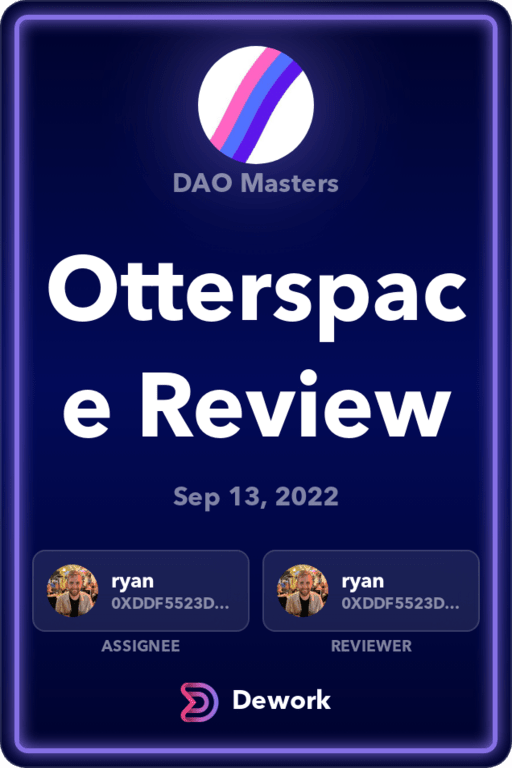 DAO Masters
Otterspac
e Review
Sep 13, 2022
ryan
0XDDF5523D...
ASSIGNEE
ryan
0XDDF5523D...
REVIEWER
Dework